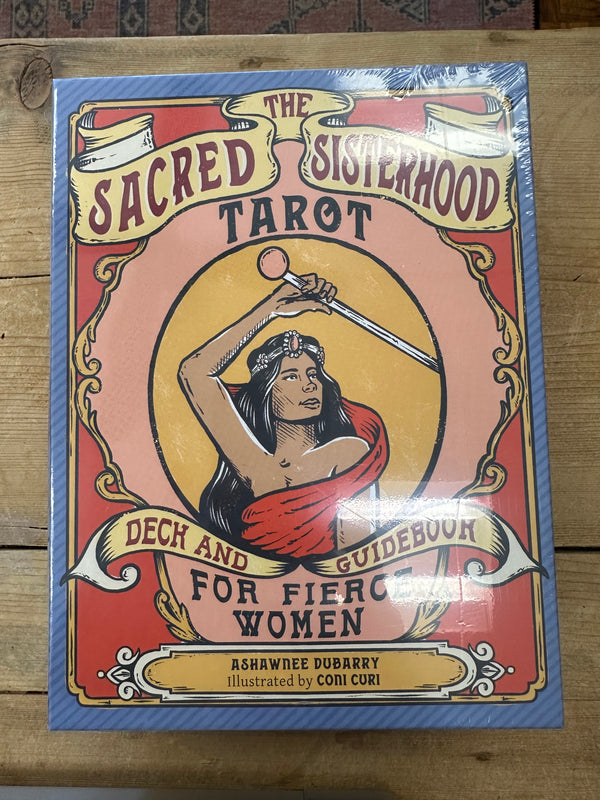 THE
SACRED SISTERHOOD
TAROT
DECK AND GUIDEBOOK
FOR FIERCE
WOMEN
ASHAWNEE DUBARRY
Illustrated by CONI CURI